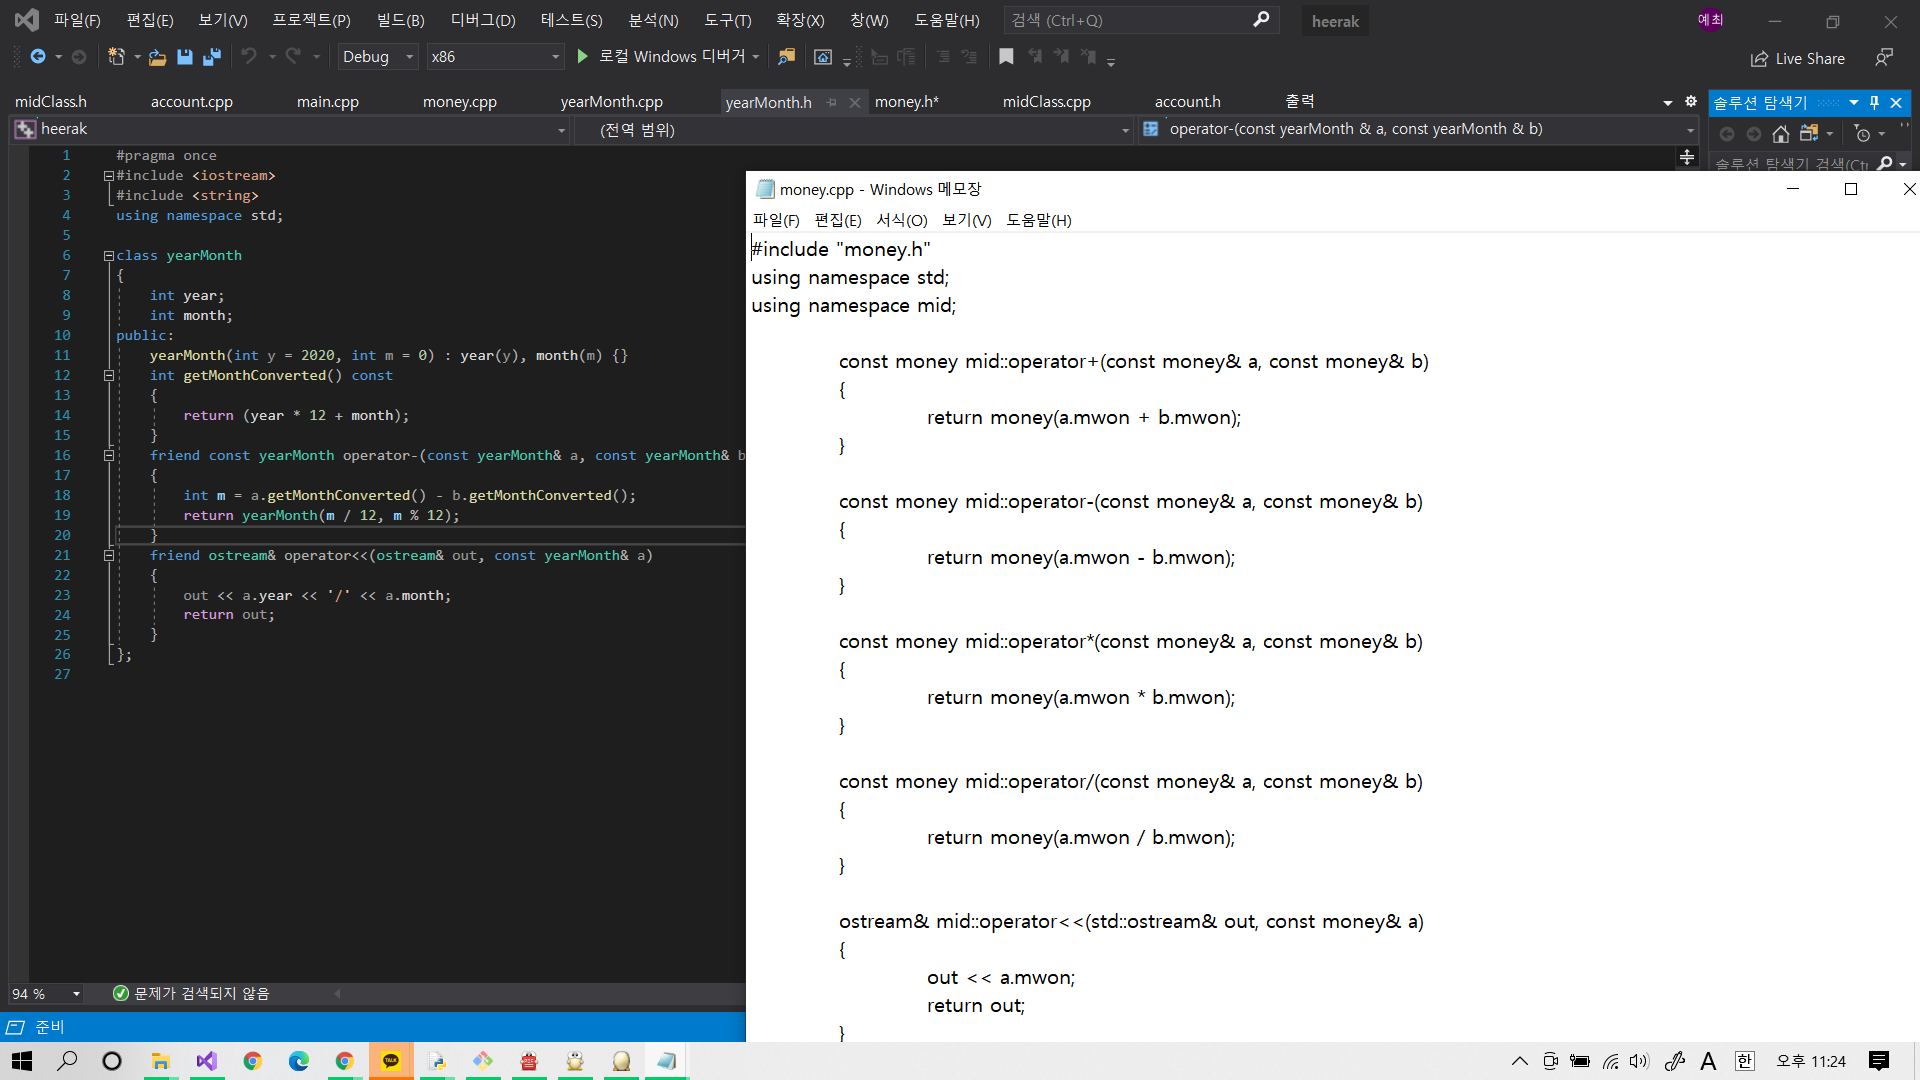 파일(F) 편집(E) 보기(V) 프로젝트(P) 빌드(B) 디버그(D) 테스트(S) 분석(N) 도구(T) 확장(X) 창(W) 도움말(H) 검색 (Ctrl+Q) heerak 예최
Debug x86 로컬 Windows 디버거 Live Share
midClass.h account.cpp main.cpp money.cpp yearMonth.cpp yearMonth.h money.h* midClass.cpp account.h 출력 솔루션 탐색기
heerak (전역 범위) operator-(const yearMonth & a, const yearMonth & b)
솔루션 탐색기 검색(Ctrl
1 #pragma once
2 #include <iostream>
3 #include <string>
4 using namespace std;
5
6 class yearMonth
7 {
8 int year;
9 int month;
10 public:
11 yearMonth(int y = 2020, int m = 0) : year(y), month(m) {}
12 int getMonthConverted() const
13 {
14 return (year * 12 + month);
15 }
16 friend const yearMonth operator-(const yearMonth& a, const yearMonth& b
17 {
18 int m = a.getMonthConverted() - b.getMonthConverted();
19 return yearMonth(m / 12, m % 12);
20 }
21 friend ostream& operator<<(ostream& out, const yearMonth& a)
22 {
23 out << a.year << '/' << a.month;
24 return out;
25 }
26 };
27
94 % 문제가 검색되지 않음
준비
money.cpp - Windows 메모장
파일(F) 편집(E) 서식(O) 보기(V) 도움말(H)
#include "money.h"
using namespace std;
using namespace mid;
const money mid::operator+(const money& a, const money& b)
{
return money(a.mwon + b.mwon);
}
const money mid::operator-(const money& a, const money& b)
{
return money(a.mwon - b.mwon);
}
const money mid::operator*(const money& a, const money& b)
{
return money(a.mwon * b.mwon);
}
const money mid::operator/(const money& a, const money& b)
{
return money(a.mwon / b.mwon);
}
ostream& mid::operator<<(std::ostream& out, const money& a)
{
out << a.mwon;
return out;
}
TALK A 한 오후 11:24